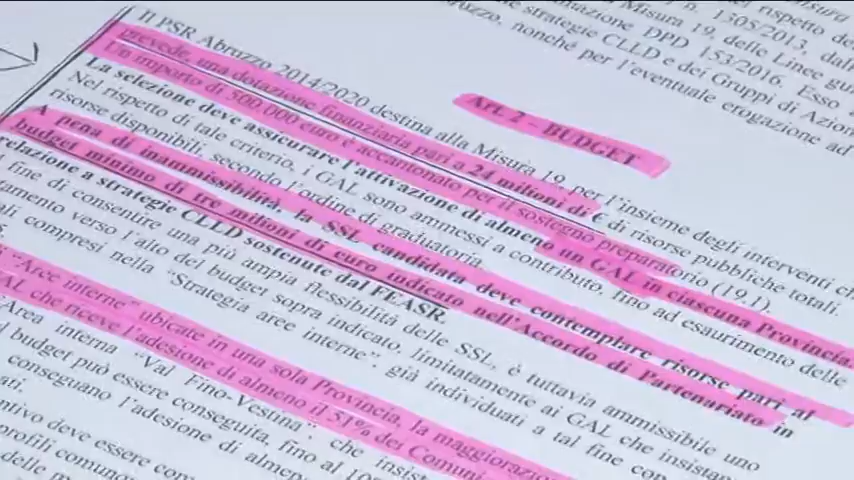 n. 1305/2013, dall
Misura 19, delle Linee gui
DPD 153/2016. Esso
strategie CLLD e dei Gruppi di Azion
nonché per l'eventuale erogazione ad
Art. 2 - BUDGET
Il PSR Abruzzo 2014/2020 destina alla Misura 19, per l'insieme degli interventi ch
prevede, una dotazione finanziaria pari a 24 milioni di € di risorse pubbliche totali.
Un importo di 500.000 euro è accantonato per il sostegno preparatorio (19.1).
La selezione deve assicurare l'attivazione di almeno un GAL in ciascuna Provincia.
Nel rispetto di tale criterio, i GAL sono ammessi a contributo, fino ad esaurimento delle
risorse disponibili, secondo l'ordine di graduatoria.
A pena di inammissibilità, la SSL candidata deve contemplare risorse pari al
budget minimo di tre milioni di euro indicato nell'Accordo di Partenariato in
relazione a strategie CLLD sostenute dal FEASR.
fine di consentire una più ampia flessibilità delle SSL, è tuttavia ammissibile uno
tamento verso l'alto del budget sopra indicato, limitatamente ai GAL che insistan
compresi nella "Strategia aree interne", già individuati a tal fine con
"Aree interne" ubicate in una sola Provincia, la maggiorazio
AL che riceve l'adesione di almeno il 51% dei Comuni
Area interna "Val Fino-Vestina", che insist
budget può essere conseguita, fino al
conseguano l'adesione di almen
deve essere
profili comun
delle